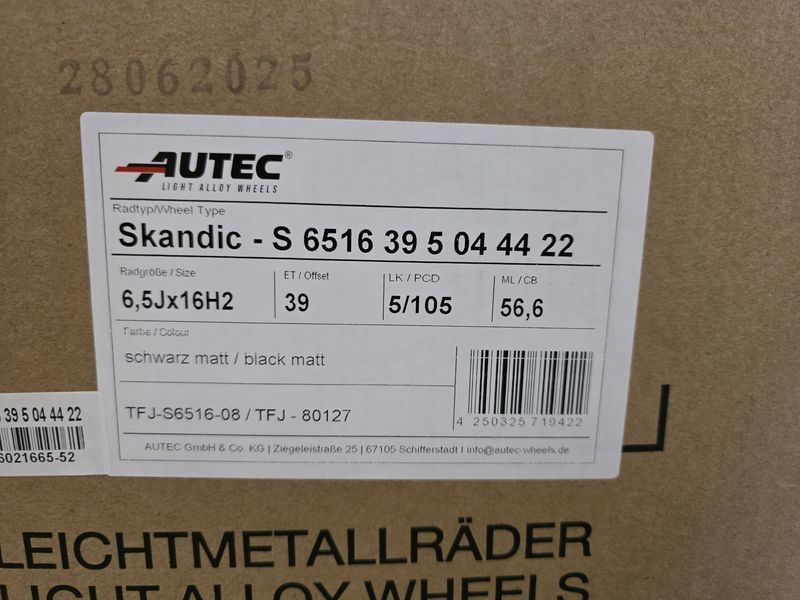 28062025
AUTEC®
LIGHT ALLOY WHEELS
Radtyp/Wheel Type
Skandic - S 6516 39 5 04 44 22
Radgröße / Size
ET / Offset
LK / PCD
ML / CB
6,5Jx16H2
39
5/105
56,6
Farbe / Colour
schwarz matt / black matt
TFJ-S6516-08 / TFJ - 80127
4 250325 719422
AUTEC GmbH & Co. KG | Ziegeleistraße 25 | 67105 Schifferstadt | info@autec-wheels.de
39 5 04 44 22
6021665-52
LEICHTMETALLRÄDER
LIGHT ALLOY WHEELS